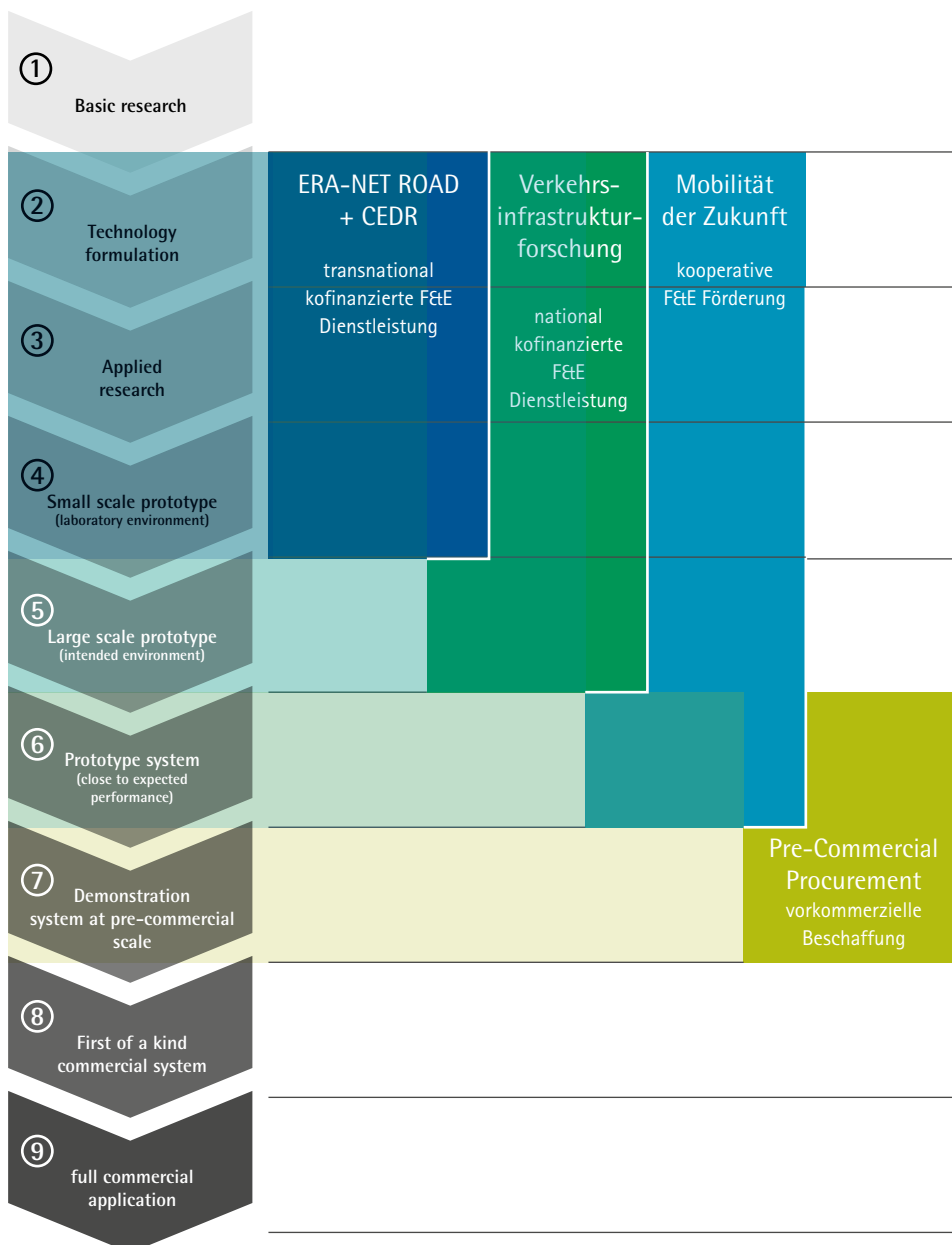 ①
Basic research
②
Technology
formulation
③
Applied
research
④
Small scale prototype
(laboratory environment)
⑤
Large scale prototype
(intended environment)
⑥
Prototype system
(close to expected
performance)
⑦
Demonstration
system at pre-commercial
scale
⑧
First of a kind
commercial system
⑨
full commercial
application
ERA-NET ROAD
+ CEDR
transnational
kofinanzierte F&E
Dienstleistung
Verkehrs-
infrastruktur-
forschung
national
kofinanzierte
F&E
Dienstleistung
Mobilität
der Zukunft
kooperative
F&E Förderung
Pre-Commercial
Procurement
vorkommerzielle
Beschaffung